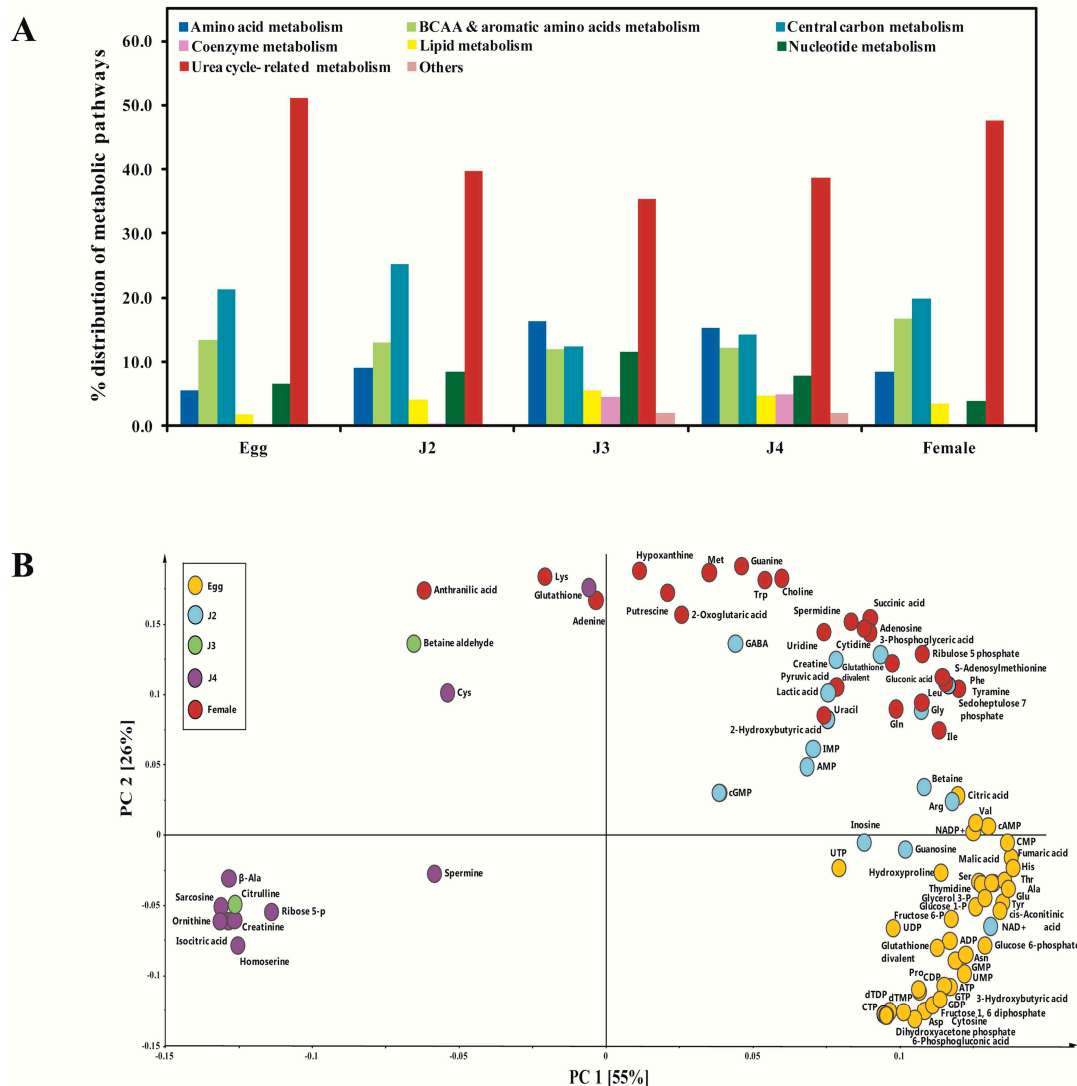 A
Amino acid metabolism
BCAA & aromatic amino acids metabolism
Central carbon metabolism
Coenzyme metabolism
Lipid metabolism
Nucleotide metabolism
Urea cycle-related metabolism
Others
% distribution of metabolic pathways
60.0
50.0
40.0
30.0
20.0
10.0
0.0
Egg
J2
J3
J4
Female
B
Egg
J2
J3
J4
Female
PC 2 [26%]
0.15
0.1
0.05
0
-0.05
-0.1
-0.15
Hypoxanthine
Met
Guanine
Lys
Anthranilic acid
Glutathione
Trp
Choline
Adenine
Putrescine
2-Oxoglutaric acid
Spermidine
Succinic acid
Adenosine
Betaine aldehyde
GABA
Uridine
Cytidine
3-Phosphoglyceric acid
Creatine
Glutathione
divalent
Ribulose 5 phosphate
Pyruvic acid
Gluconic acid
S-Adenosylmethionine
Phe
Cys
Lactic acid
Leu
Tyramine
Sedoheptulose 7
phosphate
Uracil
Gly
2-Hydroxybutyric acid
Gln
Ile
IMP
AMP
cGMP
Betaine
Citric acid
Arg
Val
NADP+
cAMP
Inosine
CMP
Guanosine
UTP
Malic acid
Fumaric acid
His
Spermine
Hydroxyproline
β-Ala
Ser
Thr
Citrulline
Thymidine
Ala
Sarcosine
Glycerol 3-P
Glu
Ribose 5-p
Glucose 1-P
Tyr
Ornithine
Creatinine
Fructose 6-P
cis-Aconitinic
acid
UDP
NAD+
Isocitric acid
ADP
Glucose 6-phosphate
Glutathione
divalent
Homoserine
Asn
GMP
Pro
CDP
UMP
ATP
dTDP
dTMP
GTP
3-Hydroxybutyric acid
CTP
GDP
Fructose 1, 6 diphosphate
Asp
Cytosine
Dihydroxyacetone phosphate
6-Phosphogluconic acid
-0.15
-0.1
-0.05
0
0.05
0.1
PC 1 [55%]